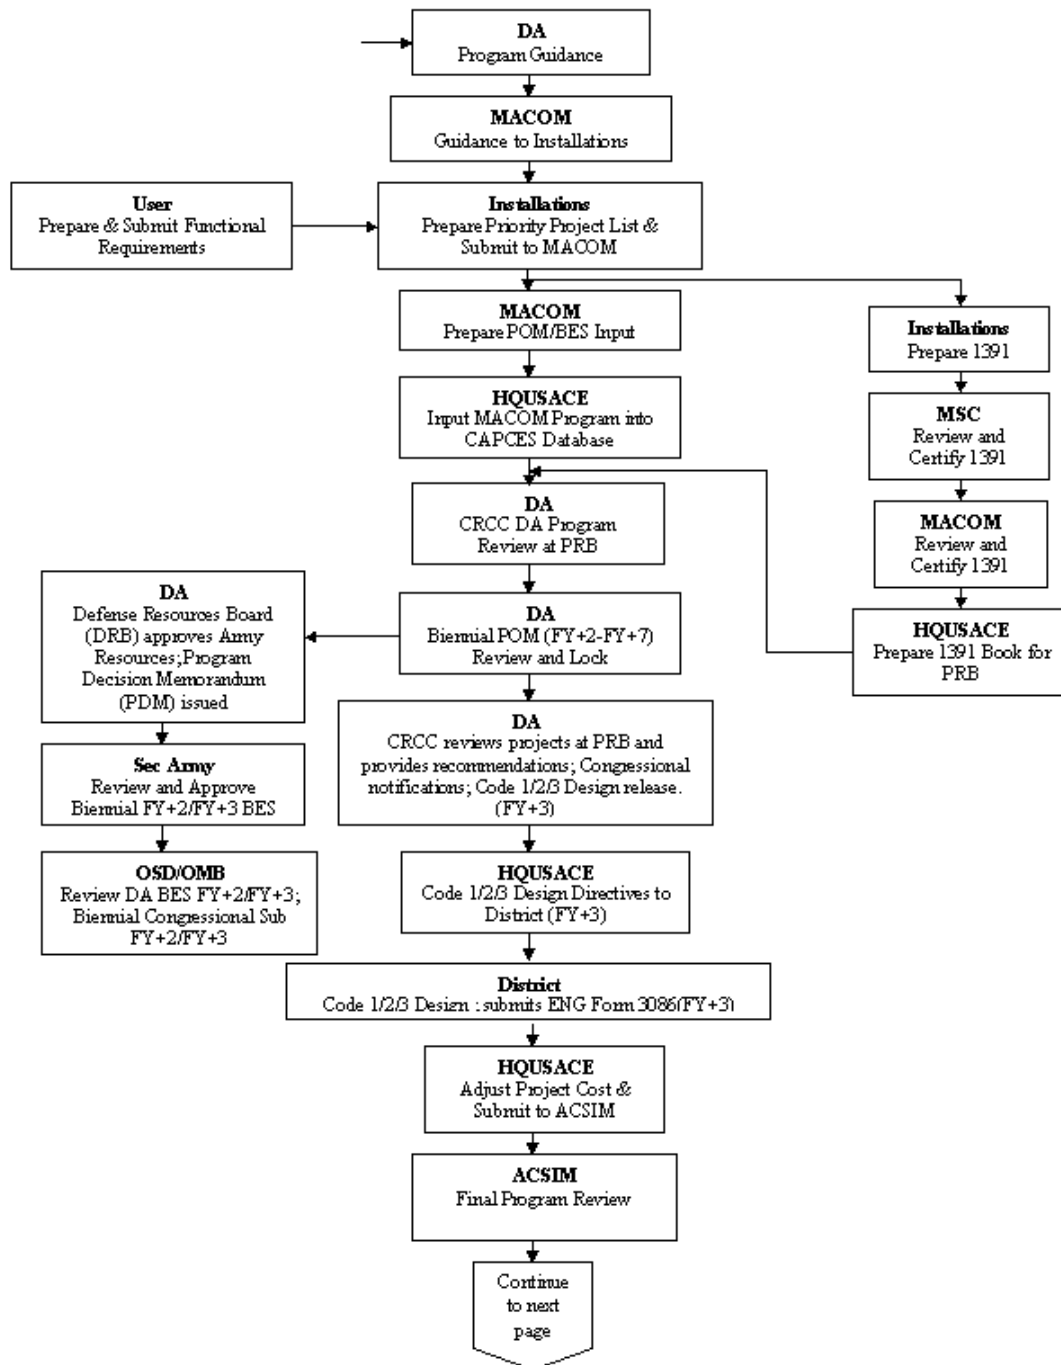 DA
Program Guidance
MACOM
Guidance to Installations
User
Prepare & Submit Functional
Requirements
Installations
Prepare Priority Project List &
Submit to MACOM
MACOM
Prepare POM/BES Input
Installations
Prepare 1391
HQUSACE
Input MACOM Program into
CAPCES Database
MSC
Review and
Certify 1391
DA
CRCC DA Program
Review at PRB
MACOM
Review and
Certify 1391
DA
Defense Resources Board
(DRB) approves Army
Resources;Program
Decision Memorandum
(PDM) issued
DA
Biennial POM (FY+2-FY+7)
Review and Lock
HQUSACE
Prepare 1391 Book for
PRB
DA
CRCC reviews projects at PRB and
provides recommendations; Congressional
notifications; Code 1/2/3 Design release.
(FY+3)
Sec Army
Review and Approve
Biennial FY+2/FY+3 BES
OSD/OMB
Review DA BES FY+2/FY+3;
Biennial Congressional Sub
FY+2/FY+3
HQUSACE
Code 1/2/3 Design Directives to
District (FY+3)
District
Code 1/2/3 Design ; submits ENG Form 3086(FY+3)
HQUSACE
Adjust Project Cost &
Submit to ACSIM
ACSIM
Final Program Review
Continue
to next
page